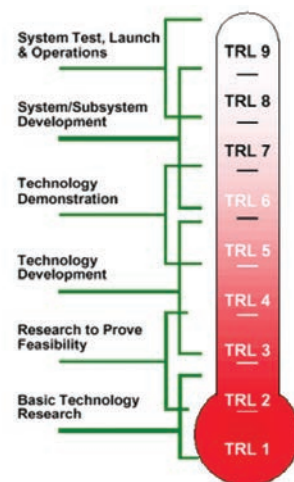 System Test, Launch
& Operations
System/Subsystem
Development
Technology
Demonstration
Technology
Development
Research to Prove
Feasibility
Basic Technology
Research
TRL 9
TRL 8
TRL 7
TRL 6
TRL 5
TRL 4
TRL 3
TRL 2
TRL 1